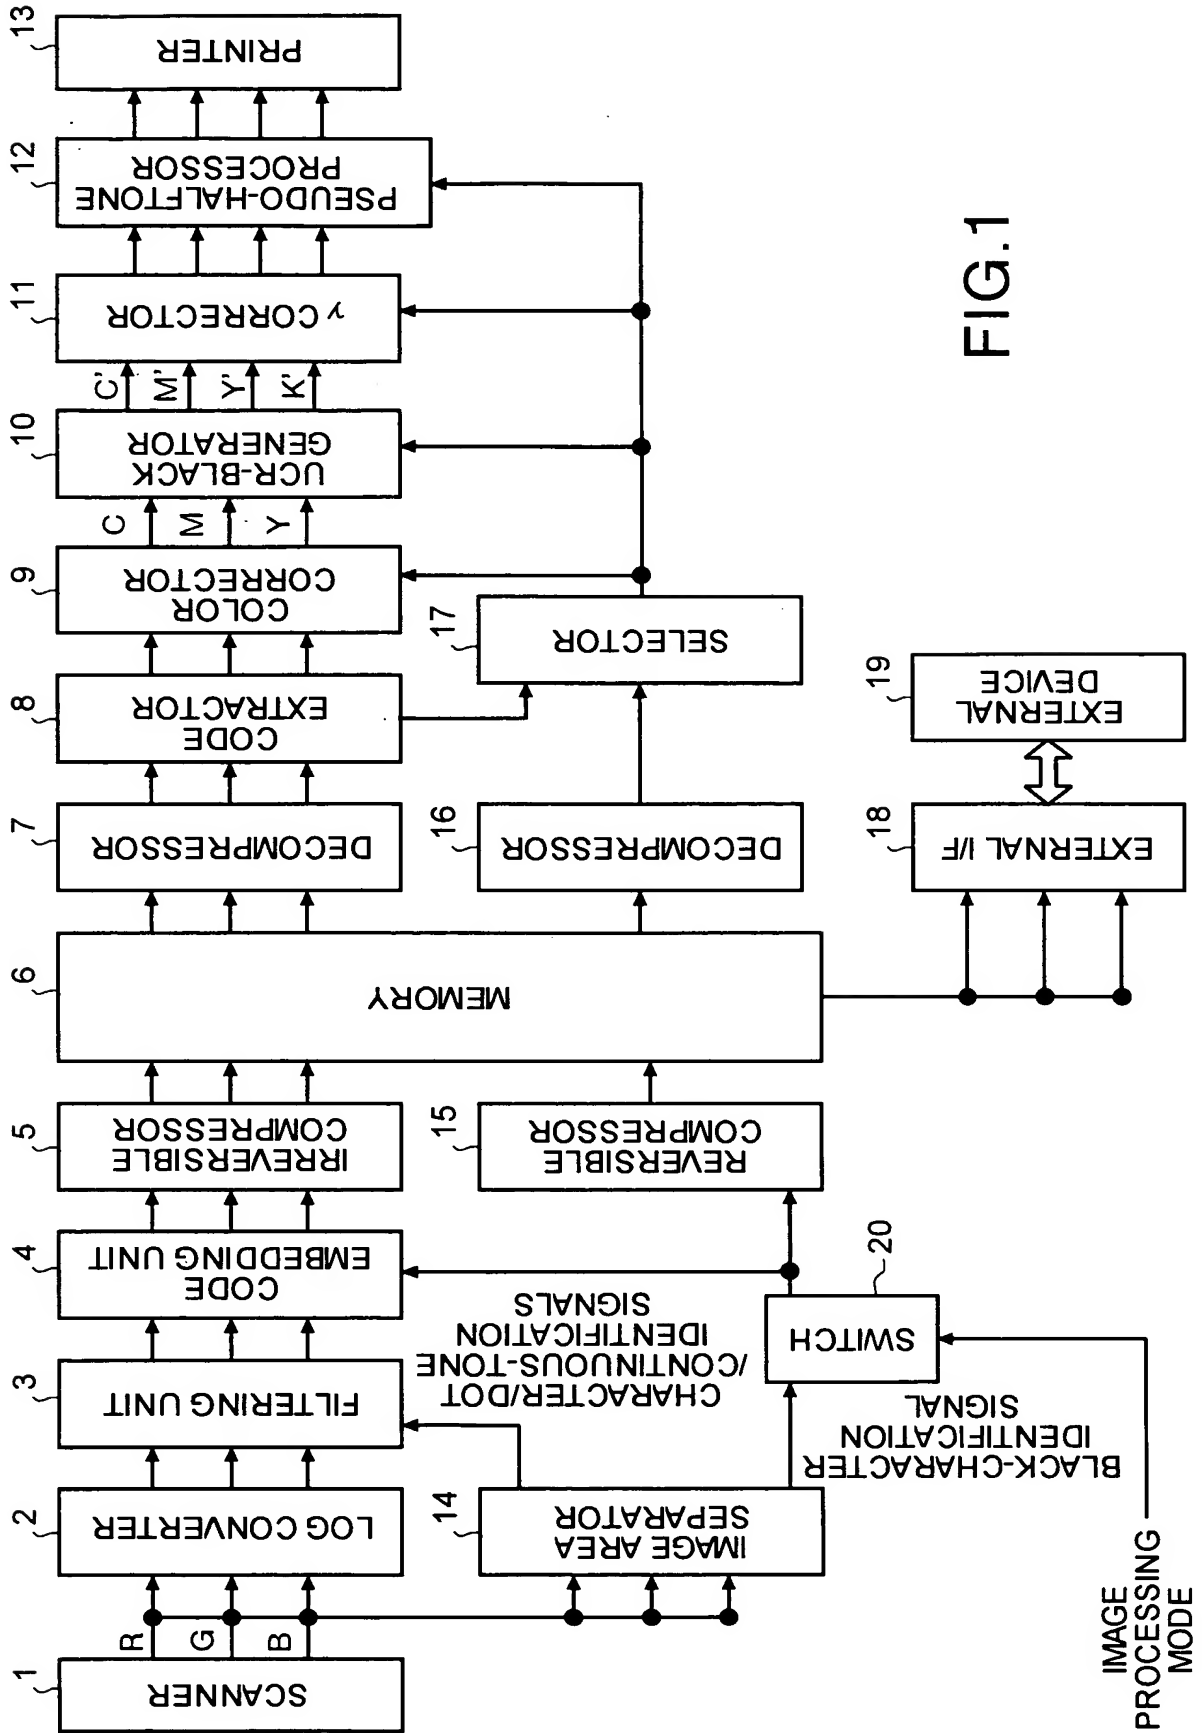 1
SCANNER
R
G
B
2
LOG CONVERTER
3
FILTERING UNIT
4
CODE
EMBEDDING UNIT
5
IRREVERSIBLE
COMPRESSOR
6
MEMORY
7
DECOMPRESSOR
8
CODE
EXTRACTOR
9
COLOR
CORRECTOR
C
M
Y
10
UCR-BLACK
GENERATOR
C'
M'
Y'
K'
11
γ CORRECTOR
12
PSEUDO-HALFTONE
PROCESSOR
13
PRINTER
14
IMAGE AREA
SEPARATOR
CHARACTER/DOT
/CONTINUOUS-TONE
IDENTIFICATION
SIGNALS
15
REVERSIBLE
COMPRESSOR
16
DECOMPRESSOR
17
SELECTOR
BLACK-CHARACTER
IDENTIFICATION
SIGNAL
20
SWITCH
18
EXTERNAL I/F
19
EXTERNAL
DEVICE
IMAGE
PROCESSING
MODE
FIG.1